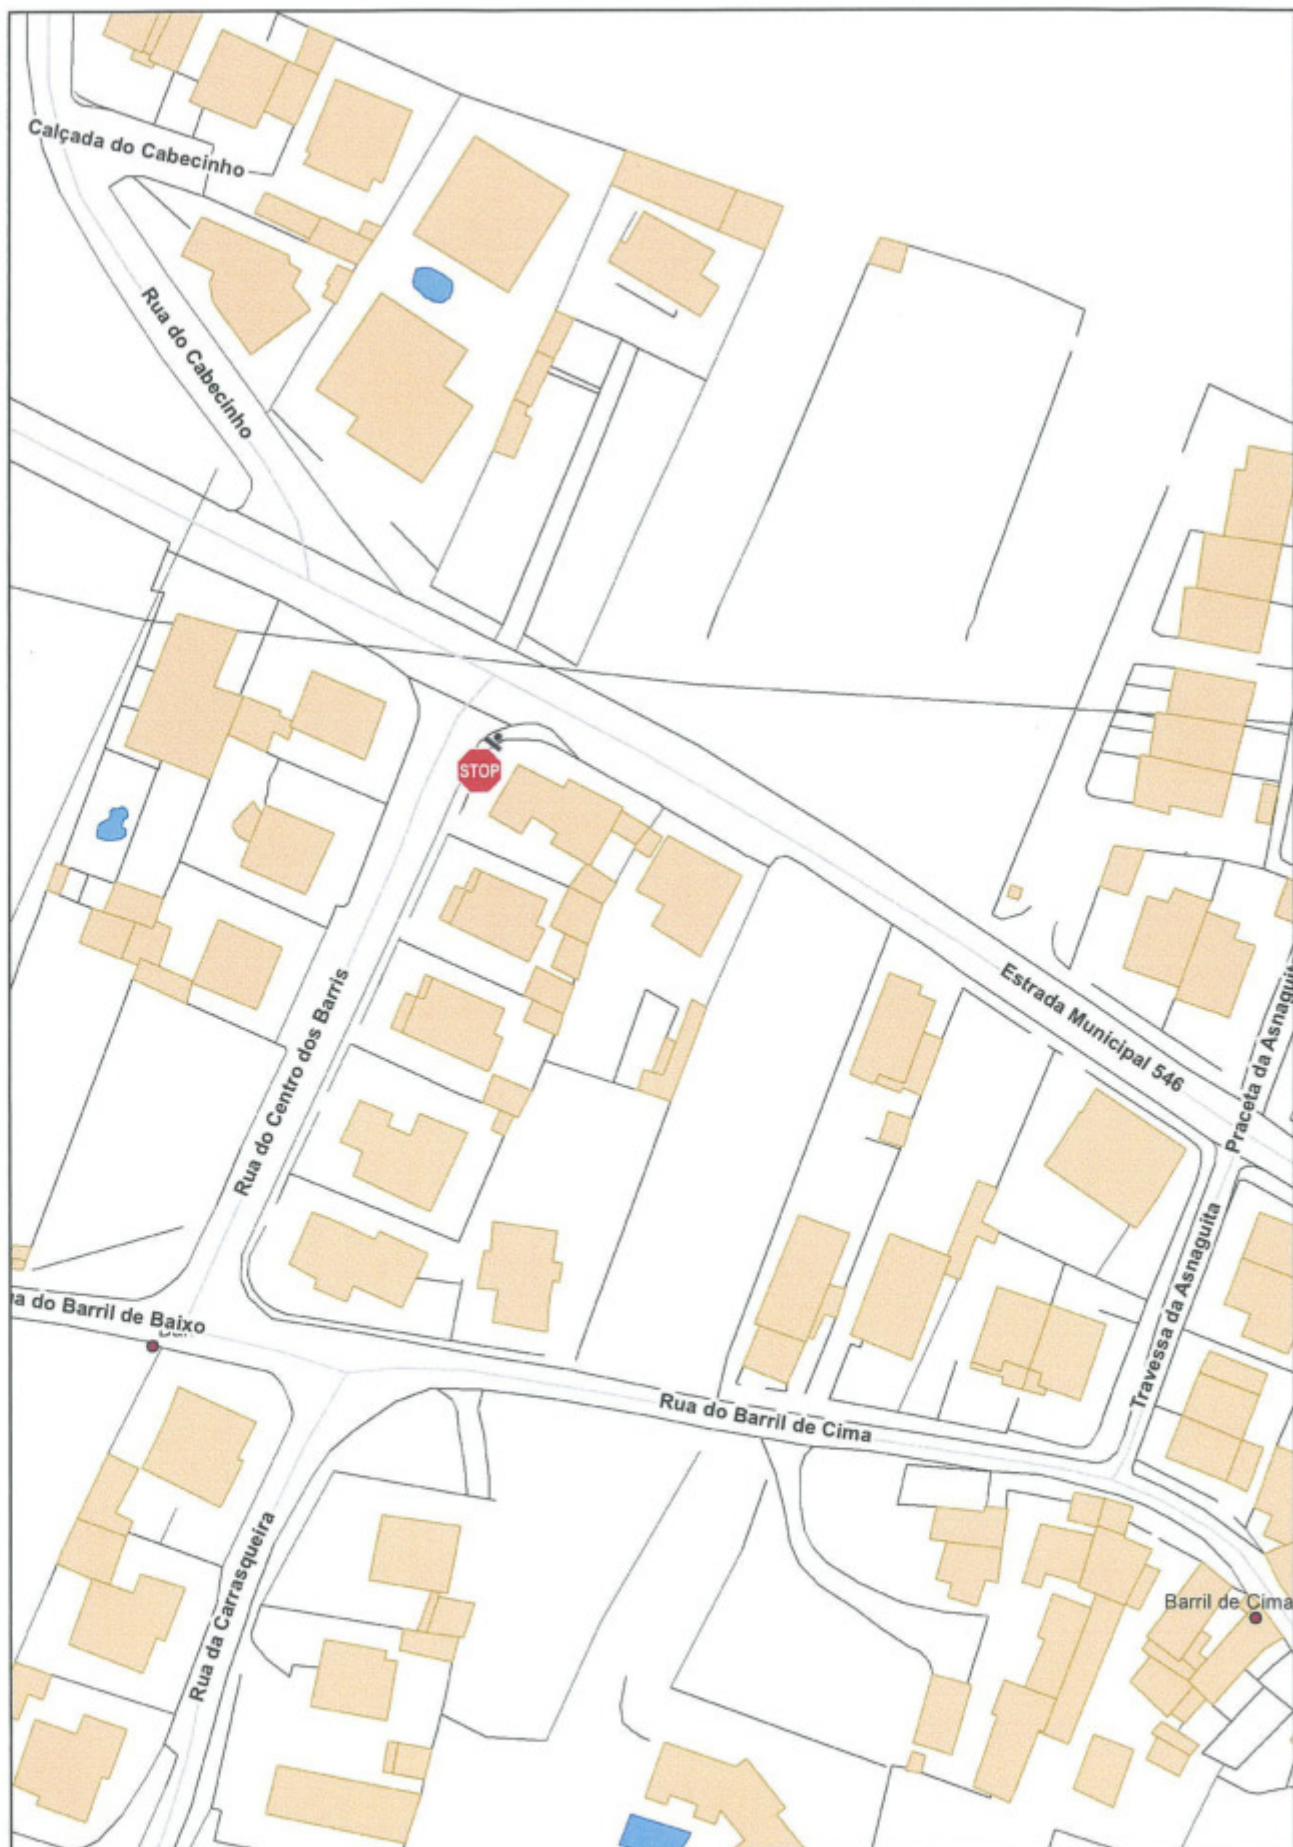 Calçada do Cabecinho
Rua do Cabecinho
STOP
Estrada Municipal 546
Praceta da Asnaguita
Rua do Centro dos Barris
Travessa da Asnaguita
ua do Barril de Baixo
Rua do Barril de Cima
Rua da Carrasqueira
Barril de Cima